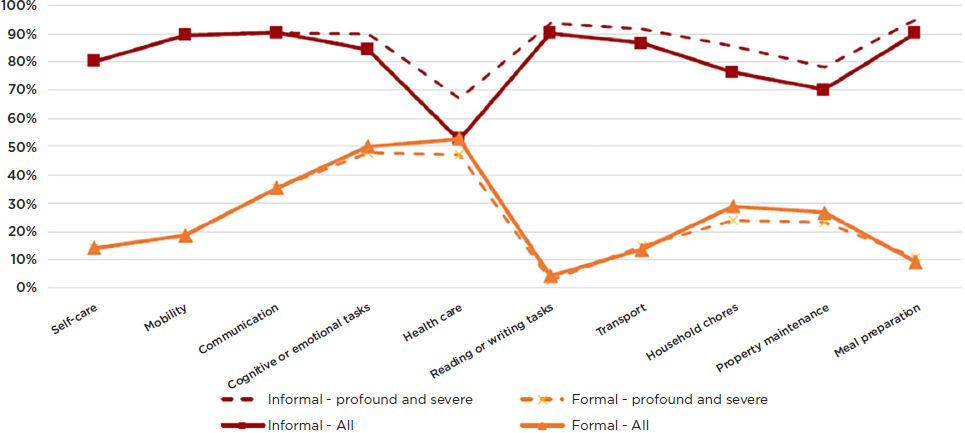 100%
90%
80%
70%
60%
50%
40%
30%
20%
10%
0%
Self-care
Mobility
Communication
Cognitive or emotional tasks
Health care
Reading or writing tasks
Transport
Household chores
Property maintenance
Meal preparation
Informal - profound and severe
Formal - profound and severe
Informal - All
Formal - All